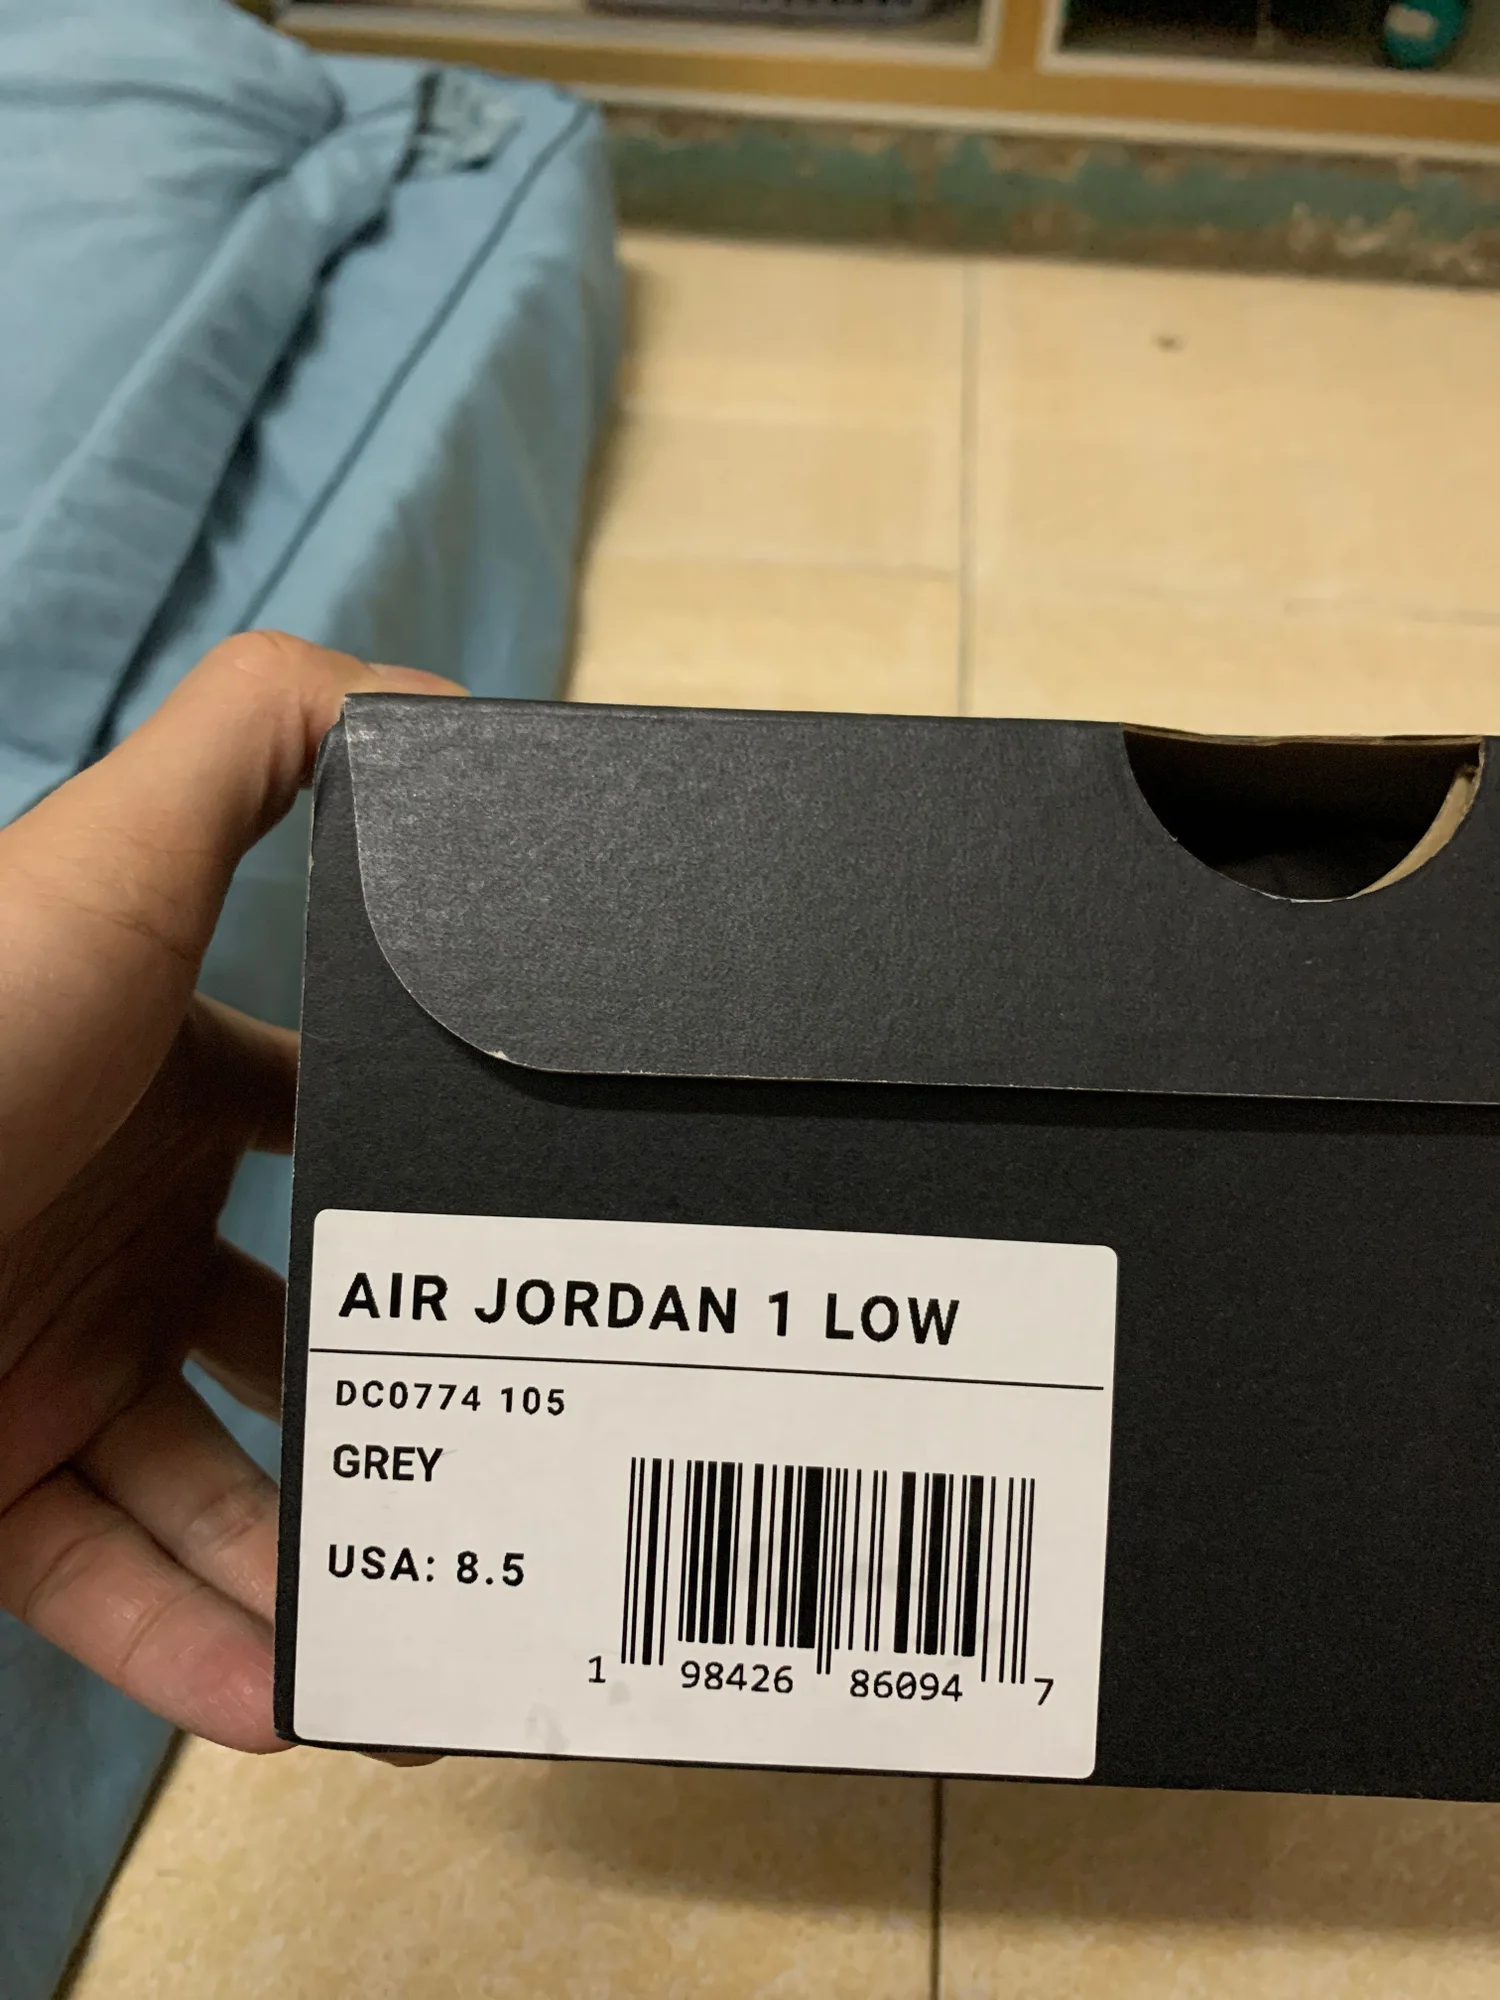 AIR JORDAN 1 LOW
DC0774 105
GREY
USA: 8.5
1 98426 86094 7